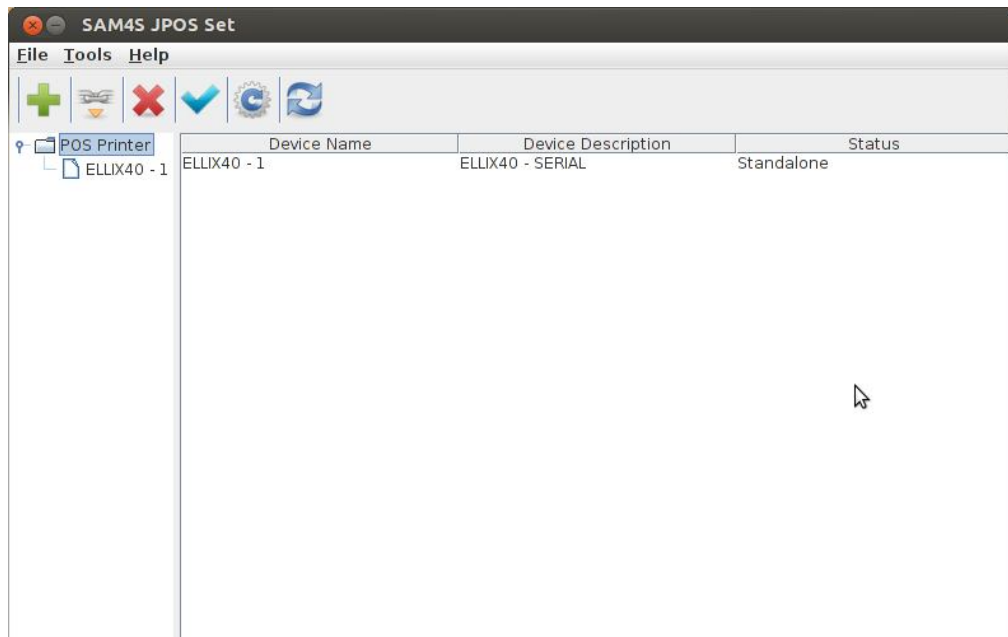 SAM4S JPOS Set
File Tools Help
POS Printer
ELLIX40 - 1
Device Name Device Description Status
ELLIX40 - 1 ELLIX40 - SERIAL Standalone